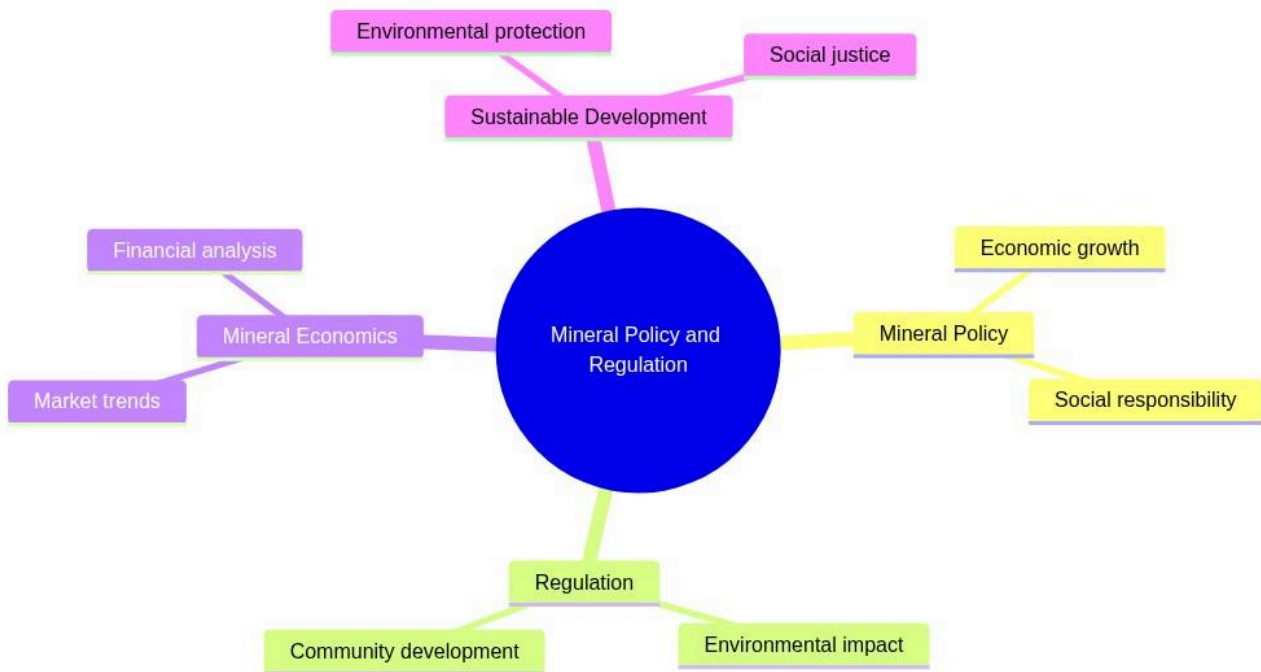 Environmental protection
Social justice
Sustainable Development
Financial analysis
Economic growth
Mineral Economics
Mineral Policy and
Regulation
Mineral Policy
Market trends
Social responsibility
Regulation
Community development
Environmental impact